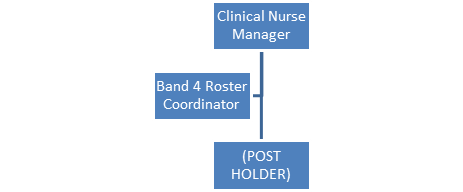 Clinical Nurse
Manager
Band 4 Roster
Coordinator
(POST
HOLDER)